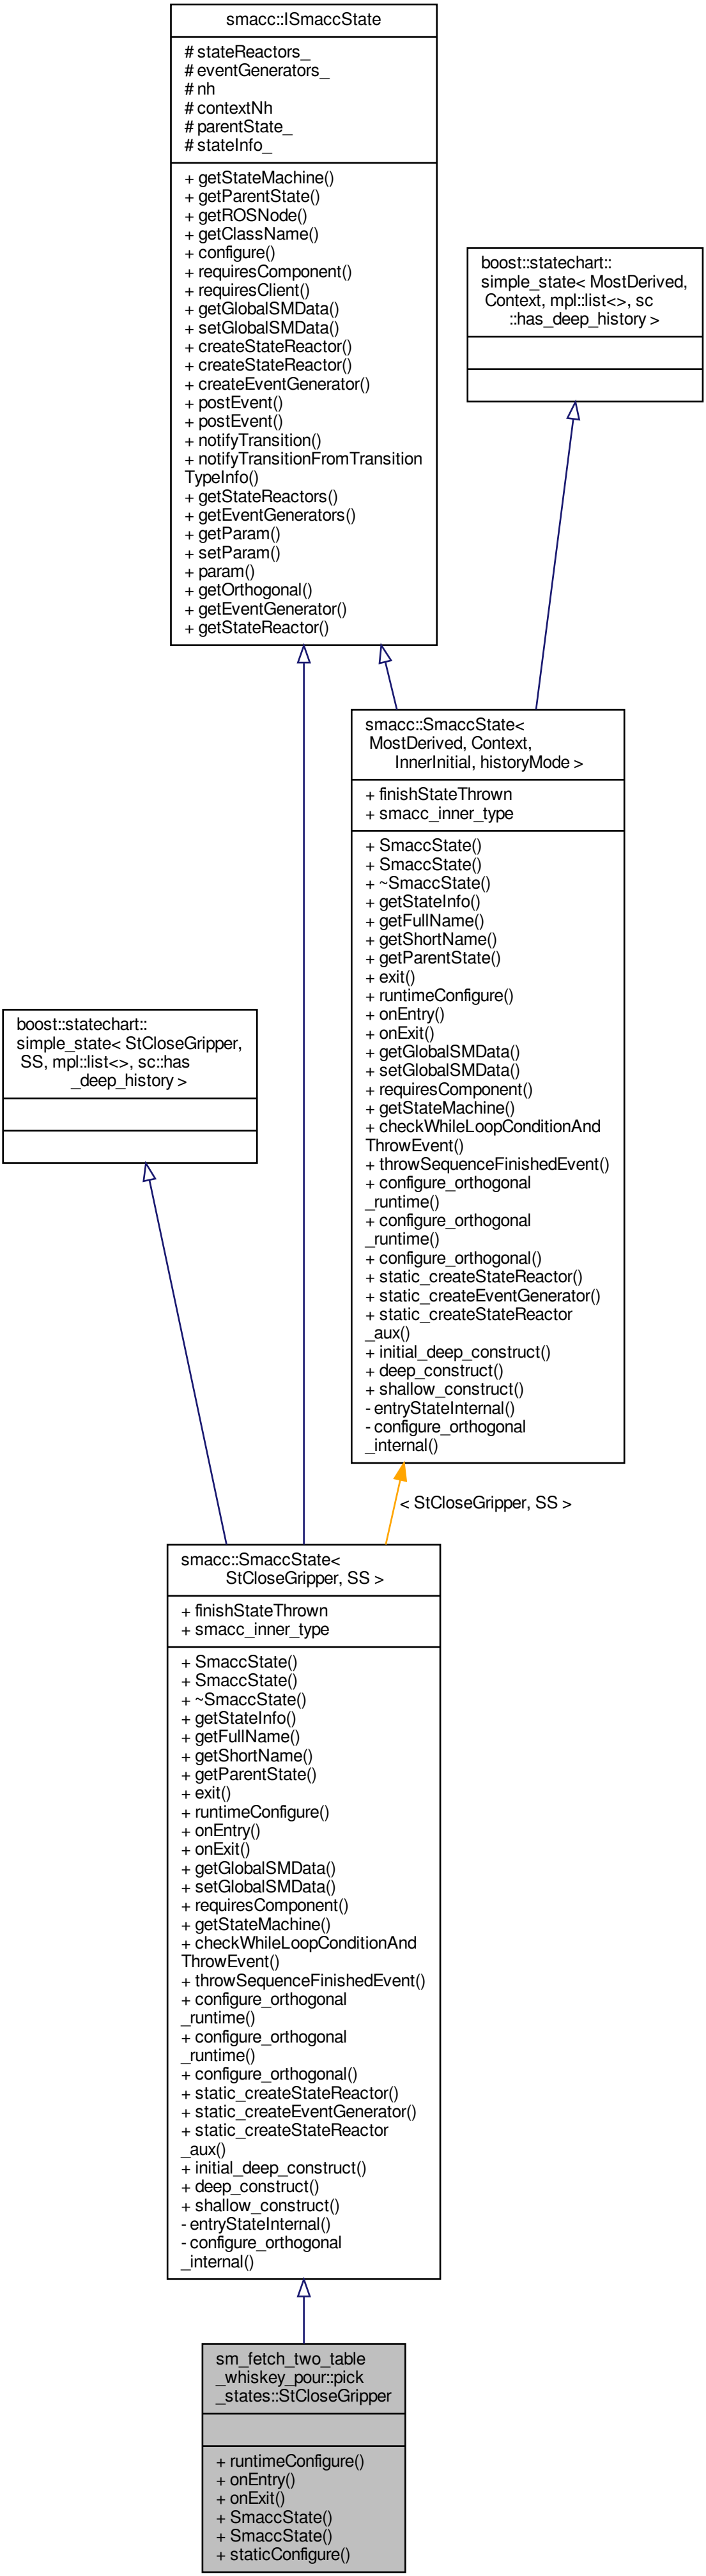 smacc::ISmaccState
# stateReactors_
# eventGenerators_
# nh
# contextNh
# parentState_
# stateInfo_
+ getStateMachine()
+ getParentState()
+ getROSNode()
+ getClassName()
+ configure()
+ requiresComponent()
+ requiresClient()
+ getGlobalSMData()
+ setGlobalSMData()
+ createStateReactor()
+ createStateReactor()
+ createEventGenerator()
+ postEvent()
+ postEvent()
+ notifyTransition()
+ notifyTransitionFromTransition
TypeInfo()
+ getStateReactors()
+ getEventGenerators()
+ getParam()
+ setParam()
+ param()
+ getOrthogonal()
+ getEventGenerator()
+ getStateReactor()
boost::statechart::
simple_state< MostDerived,
Context, mpl::list<>, sc
::has_deep_history >
smacc::SmaccState<
MostDerived, Context,
InnerInitial, historyMode >
+ finishStateThrown
+ smacc_inner_type
+ SmaccState()
+ SmaccState()
+ ~SmaccState()
+ getStateInfo()
+ getFullName()
+ getShortName()
+ getParentState()
+ exit()
+ runtimeConfigure()
+ onEntry()
+ onExit()
+ getGlobalSMData()
+ setGlobalSMData()
+ requiresComponent()
+ getStateMachine()
+ checkWhileLoopConditionAnd
ThrowEvent()
+ throwSequenceFinishedEvent()
+ configure_orthogonal
_runtime()
+ configure_orthogonal
_runtime()
+ configure_orthogonal()
+ static_createStateReactor()
+ static_createEventGenerator()
+ static_createStateReactor
_aux()
+ initial_deep_construct()
+ deep_construct()
+ shallow_construct()
- entryStateInternal()
- configure_orthogonal
_internal()
boost::statechart::
simple_state< StCloseGripper,
SS, mpl::list<>, sc::has
_deep_history >
< StCloseGripper, SS >
smacc::SmaccState<
StCloseGripper, SS >
+ finishStateThrown
+ smacc_inner_type
+ SmaccState()
+ SmaccState()
+ ~SmaccState()
+ getStateInfo()
+ getFullName()
+ getShortName()
+ getParentState()
+ exit()
+ runtimeConfigure()
+ onEntry()
+ onExit()
+ getGlobalSMData()
+ setGlobalSMData()
+ requiresComponent()
+ getStateMachine()
+ checkWhileLoopConditionAnd
ThrowEvent()
+ throwSequenceFinishedEvent()
+ configure_orthogonal
_runtime()
+ configure_orthogonal
_runtime()
+ configure_orthogonal()
+ static_createStateReactor()
+ static_createEventGenerator()
+ static_createStateReactor
_aux()
+ initial_deep_construct()
+ deep_construct()
+ shallow_construct()
- entryStateInternal()
- configure_orthogonal
_internal()
sm_fetch_two_table
_whiskey_pour::pick
_states::StCloseGripper
+ runtimeConfigure()
+ onEntry()
+ onExit()
+ SmaccState()
+ SmaccState()
+ staticConfigure()